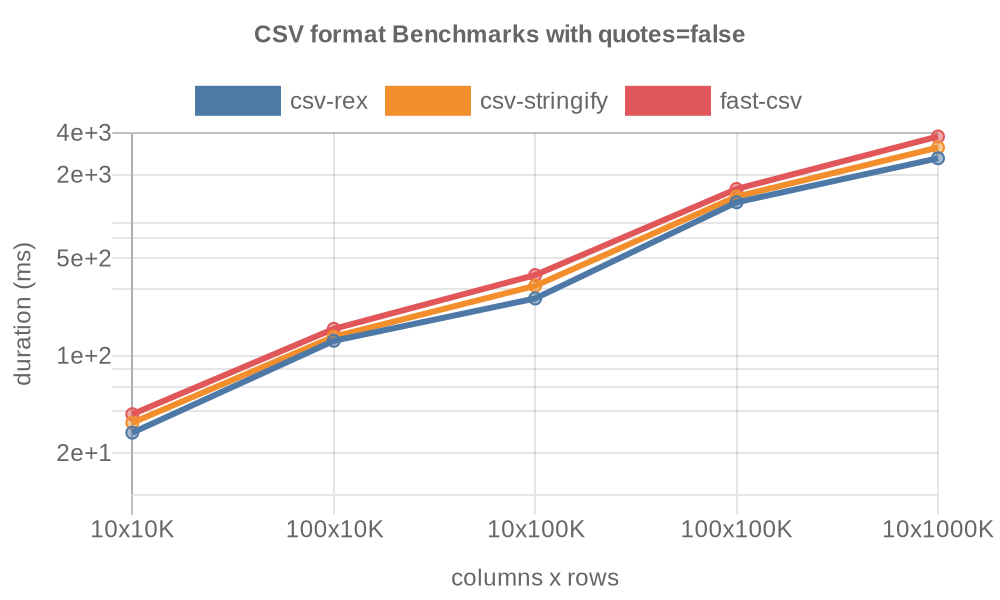 CSV format Benchmarks with quotes=false
csv-rex csv-stringify fast-csv
4e+3
2e+3
5e+2
1e+2
2e+1
duration (ms)
10x10K 100x10K 10x100K 100x100K 10x1000K
columns x rows